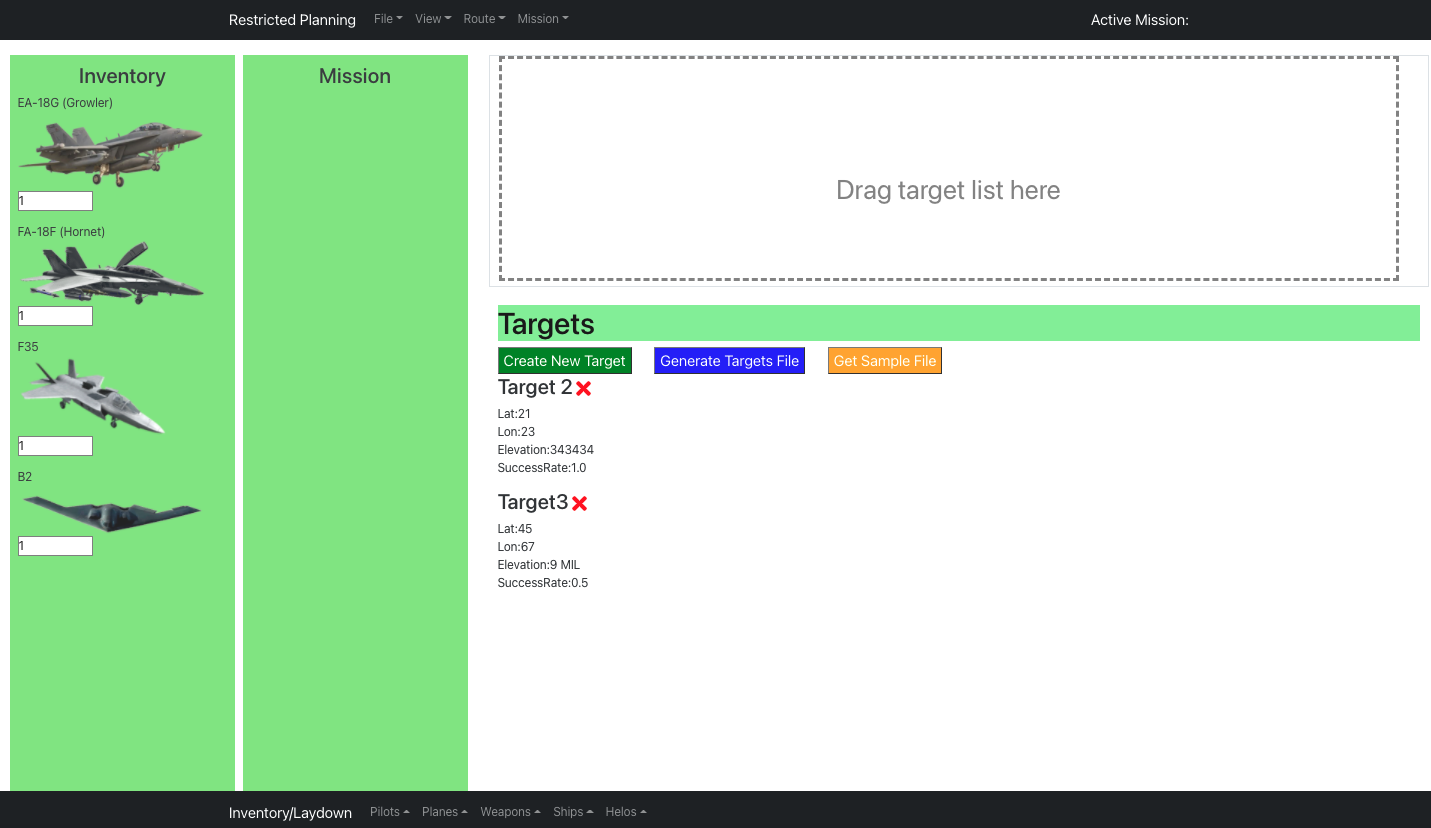 Restricted Planning File View Route Mission Active Mission:
Inventory
EA-18G (Growler)
1
FA-18F (Hornet)
1
F35
1
B2
1
Mission
Drag target list here
Targets
Create New Target Generate Targets File Get Sample File
Target 2
Lat:21
Lon:23
Elevation:343434
SuccessRate:1.0
Target3
Lat:45
Lon:67
Elevation:9 MIL
SuccessRate:0.5
Inventory/Laydown Pilots Planes Weapons Ships Helos